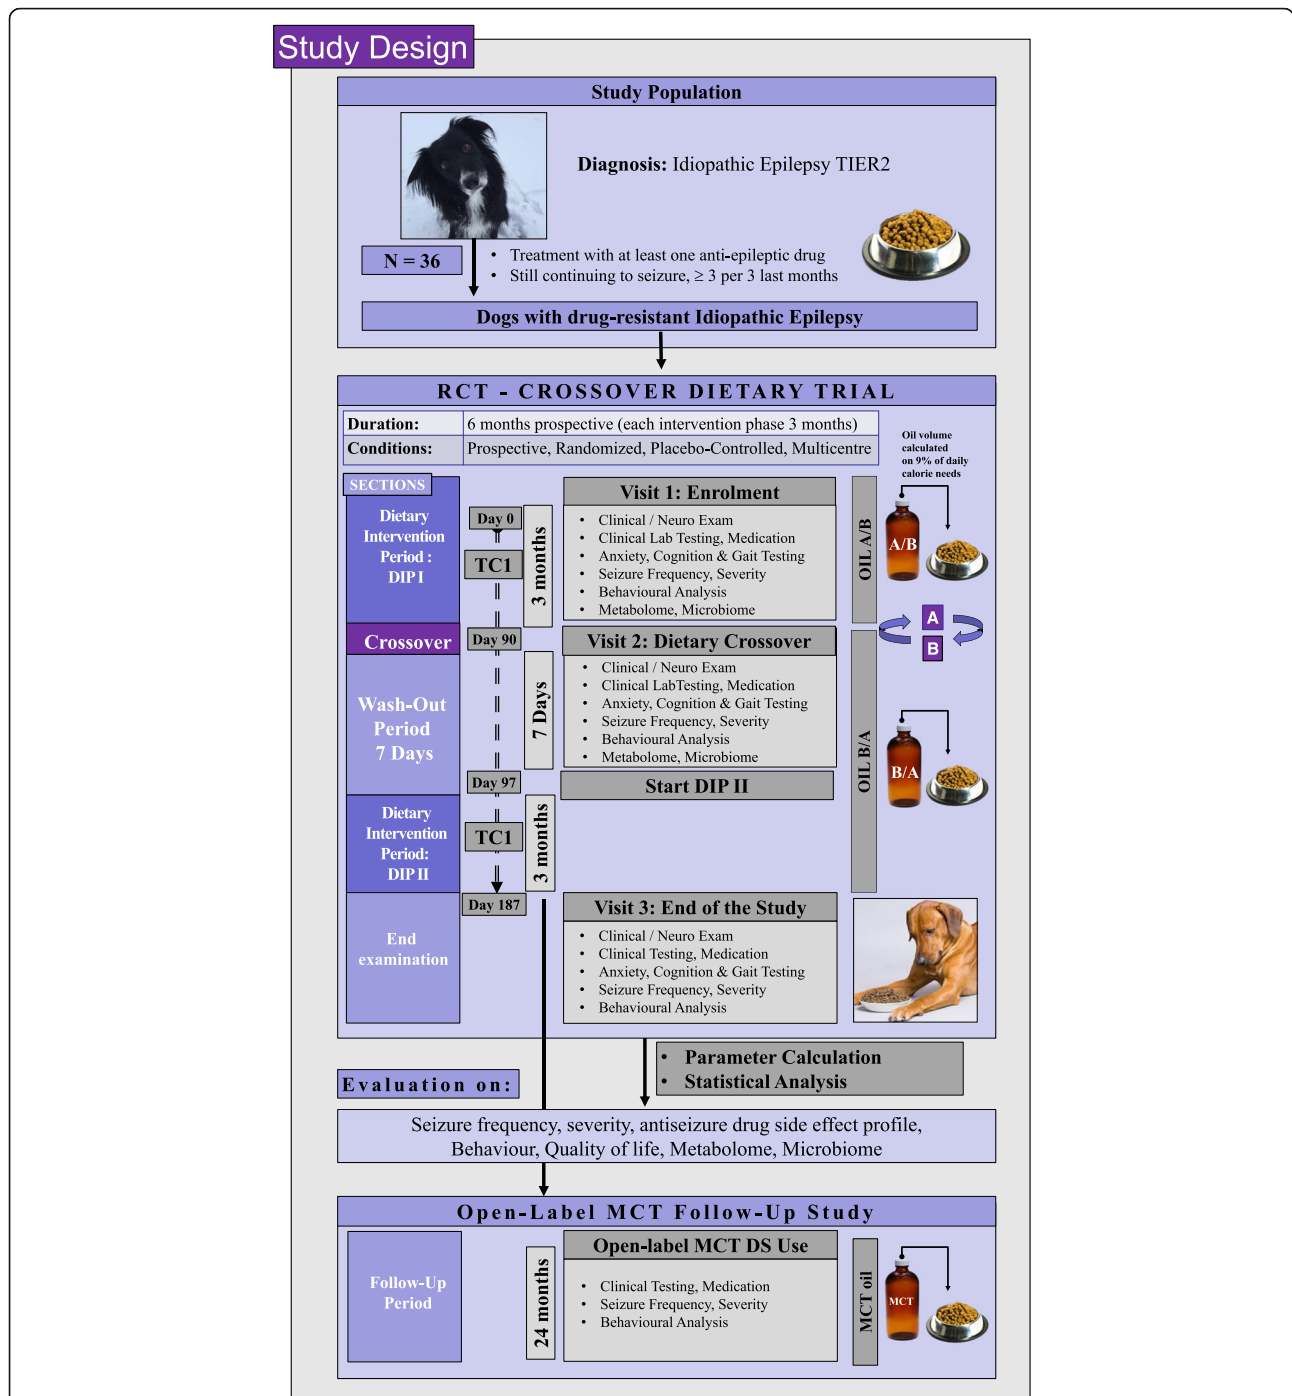 Study Design
Study Population
Diagnosis: Idiopathic Epilepsy TIER2
N = 36
• Treatment with at least one anti-epileptic drug
• Still continuing to seizure, ≥ 3 per 3 last months
Dogs with drug-resistant Idiopathic Epilepsy
RCT - CROSSOVER DIETARY TRIAL
Duration: 6 months prospective (each intervention phase 3 months)
Conditions: Prospective, Randomized, Placebo-Controlled, Multicentre
Oil volume
calculated
on 9% of daily
calorie needs
SECTIONS
Dietary
Intervention
Period :
DIP I
Day 0
TC1
3 months
Visit 1: Enrolment
• Clinical / Neuro Exam
• Clinical Lab Testing, Medication
• Anxiety, Cognition & Gait Testing
• Seizure Frequency, Severity
• Behavioural Analysis
• Metabolome, Microbiome
OIL A/B
A/B
A
B
Crossover
Day 90
Visit 2: Dietary Crossover
• Clinical / Neuro Exam
• Clinical LabTesting, Medication
• Anxiety, Cognition & Gait Testing
• Seizure Frequency, Severity
• Behavioural Analysis
• Metabolome, Microbiome
Wash-Out
Period
7 Days
7 Days
OIL B/A
B/A
Day 97
Start DIP II
Dietary
Intervention
Period:
DIP II
TC1
3 months
Day 187
Visit 3: End of the Study
• Clinical / Neuro Exam
• Clinical Testing, Medication
• Anxiety, Cognition & Gait Testing
• Seizure Frequency, Severity
• Behavioural Analysis
End
examination
• Parameter Calculation
• Statistical Analysis
Evaluation on:
Seizure frequency, severity, antiseizure drug side effect profile,
Behaviour, Quality of life, Metabolome, Microbiome
Open-Label MCT Follow-Up Study
Follow-Up
Period
24 months
Open-label MCT DS Use
• Clinical Testing, Medication
• Seizure Frequency, Severity
• Behavioural Analysis
MCT oil
MCT